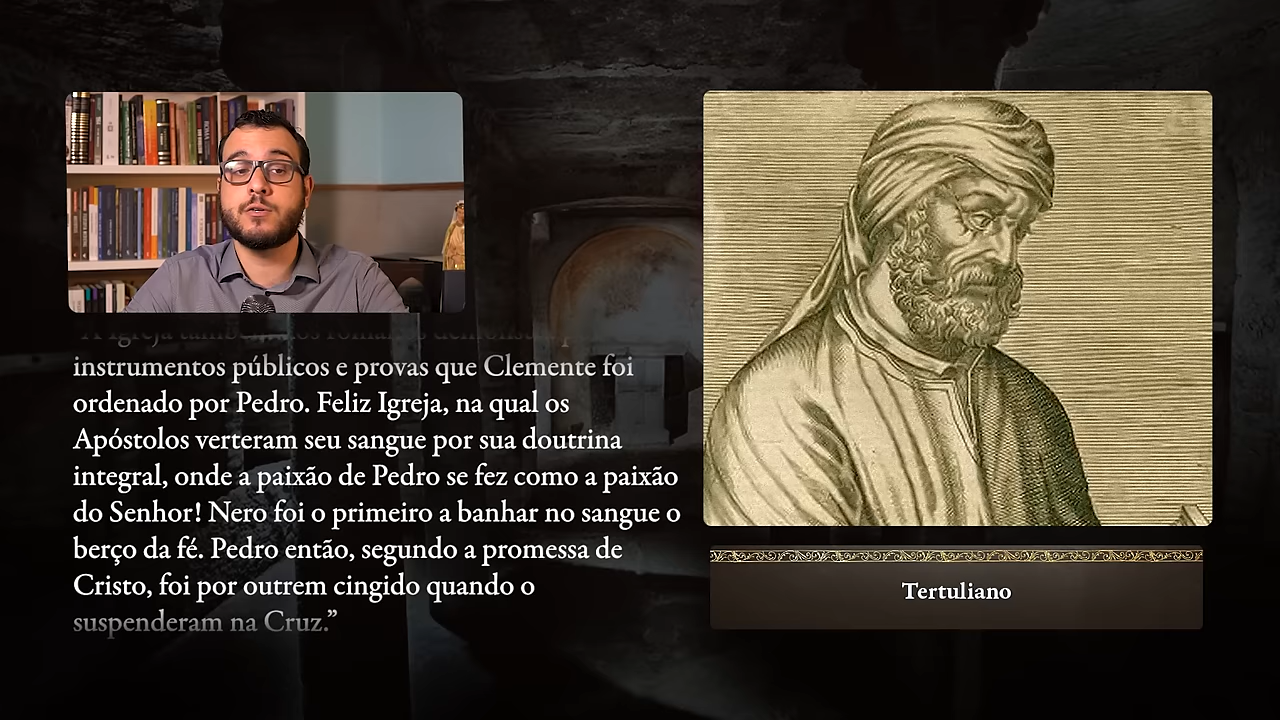 "A Igreja
instrumentos públicos e provas que Clemente foi
ordenado por Pedro. Feliz Igreja, na qual os
Apóstolos verteram seu sangue por sua doutrina
integral, onde a paixão de Pedro se fez como a paixão
do Senhor! Nero foi o primeiro a banhar no sangue o
berço da fé. Pedro então, segundo a promessa de
Cristo, foi por outrem cingido quando o
suspenderam na Cruz.”
Tertuliano